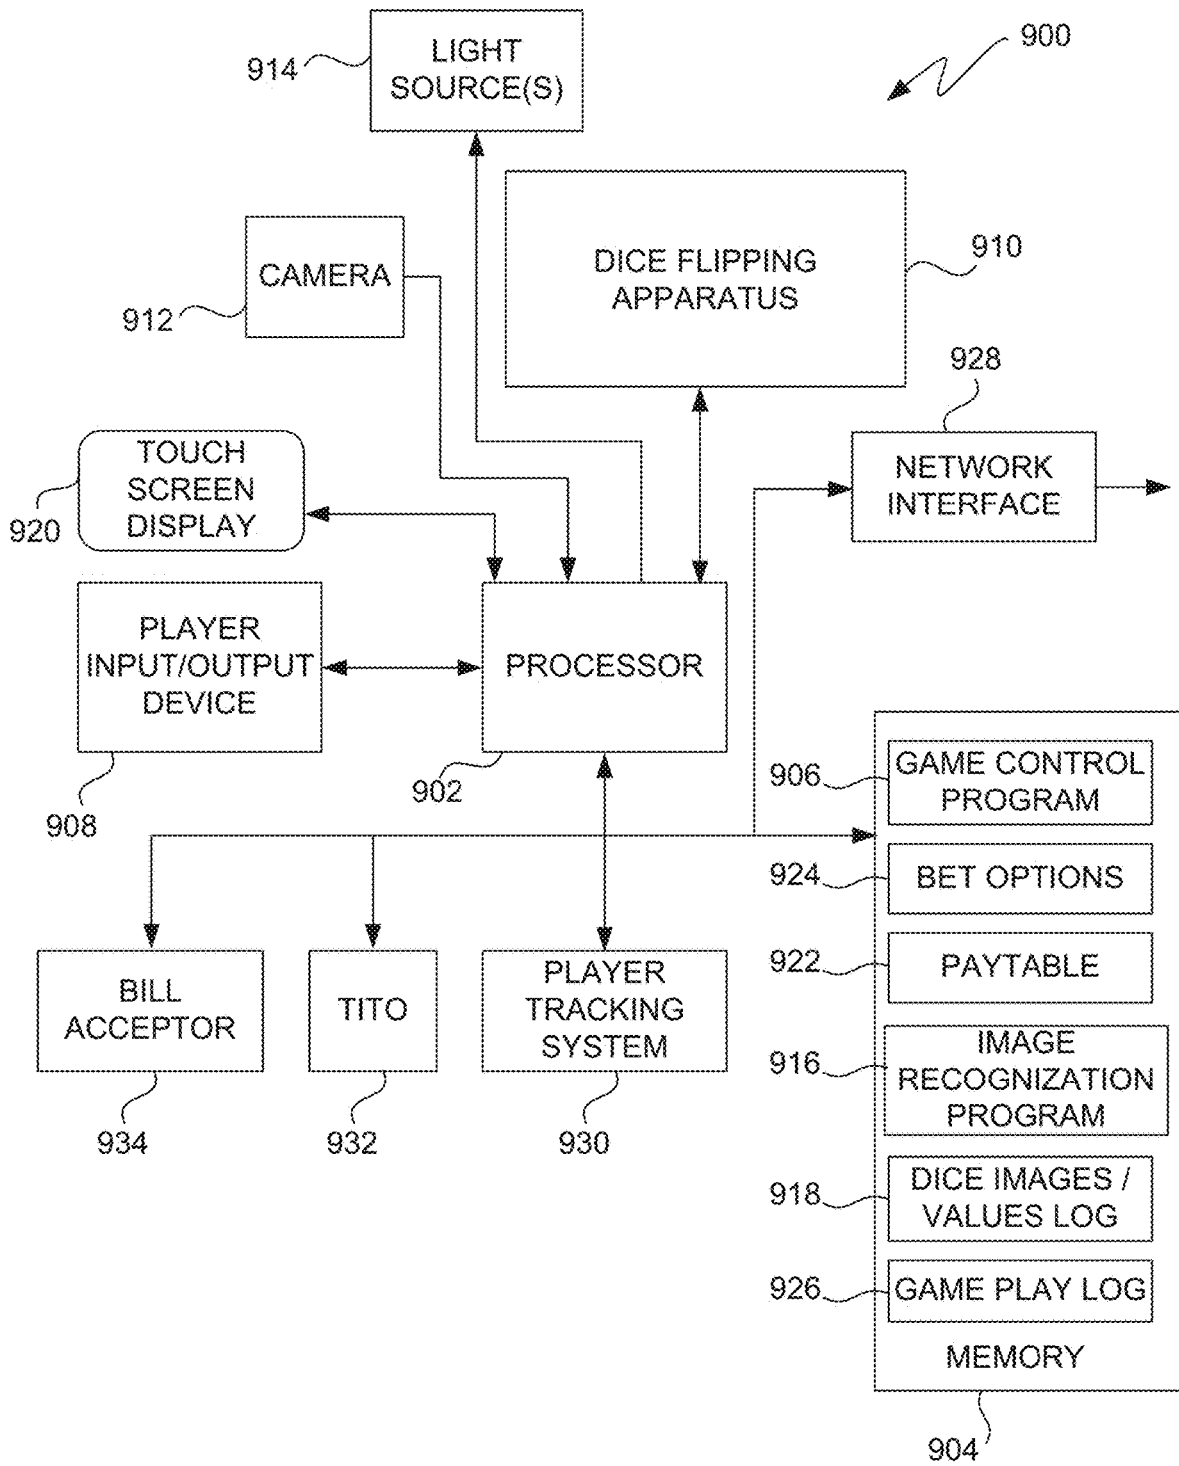 900
914
LIGHT
SOURCE(S)
910
DICE FLIPPING
APPARATUS
912
CAMERA
928
NETWORK
INTERFACE
920
TOUCH
SCREEN
DISPLAY
PLAYER
INPUT/OUTPUT
DEVICE
908
PROCESSOR
902
906
GAME CONTROL
PROGRAM
924
BET OPTIONS
922
PAYTABLE
916
IMAGE
RECOGNIZATION
PROGRAM
918
DICE IMAGES /
VALUES LOG
926
GAME PLAY LOG
MEMORY
904
BILL
ACCEPTOR
934
TITO
932
PLAYER
TRACKING
SYSTEM
930